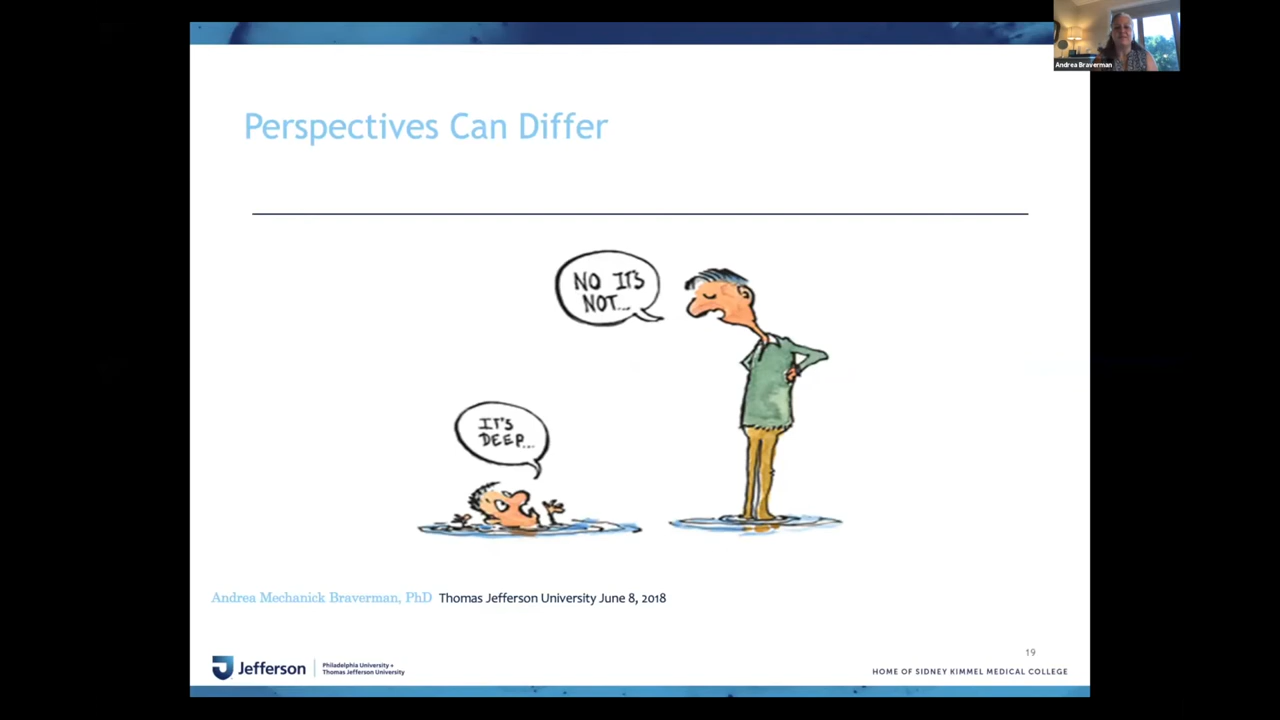 Andrea Braverman
Perspectives Can Differ
NO IT'S
NOT...
IT'S
DEEP...
Andrea Mechanick Braverman, PhD Thomas Jefferson University June 8, 2018
19
Jefferson
Philadelphia University +
Thomas Jefferson University
HOME OF SIDNEY KIMMEL MEDICAL COLLEGE